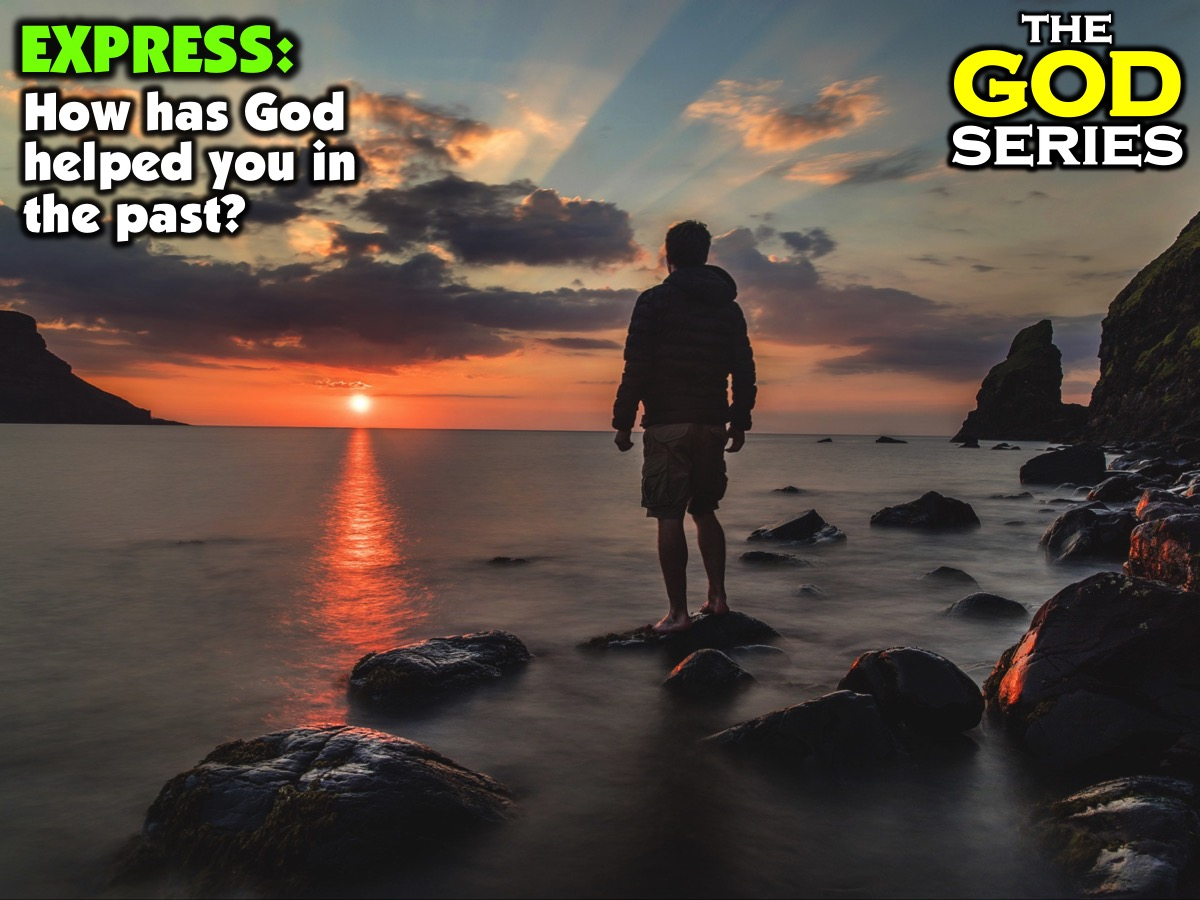 EXPRESS:
How has God
helped you in
the past?
THE
GOD
SERIES